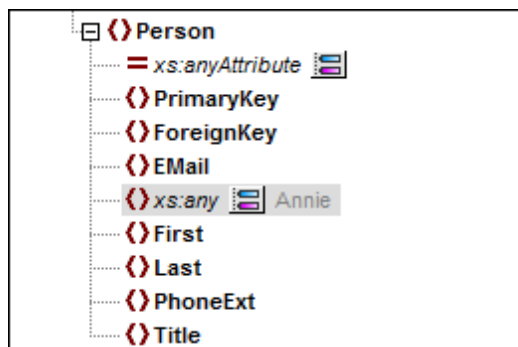 Person
xs:anyAttribute
PrimaryKey
ForeignKey
EMail
xs:any Annie
First
Last
PhoneExt
Title